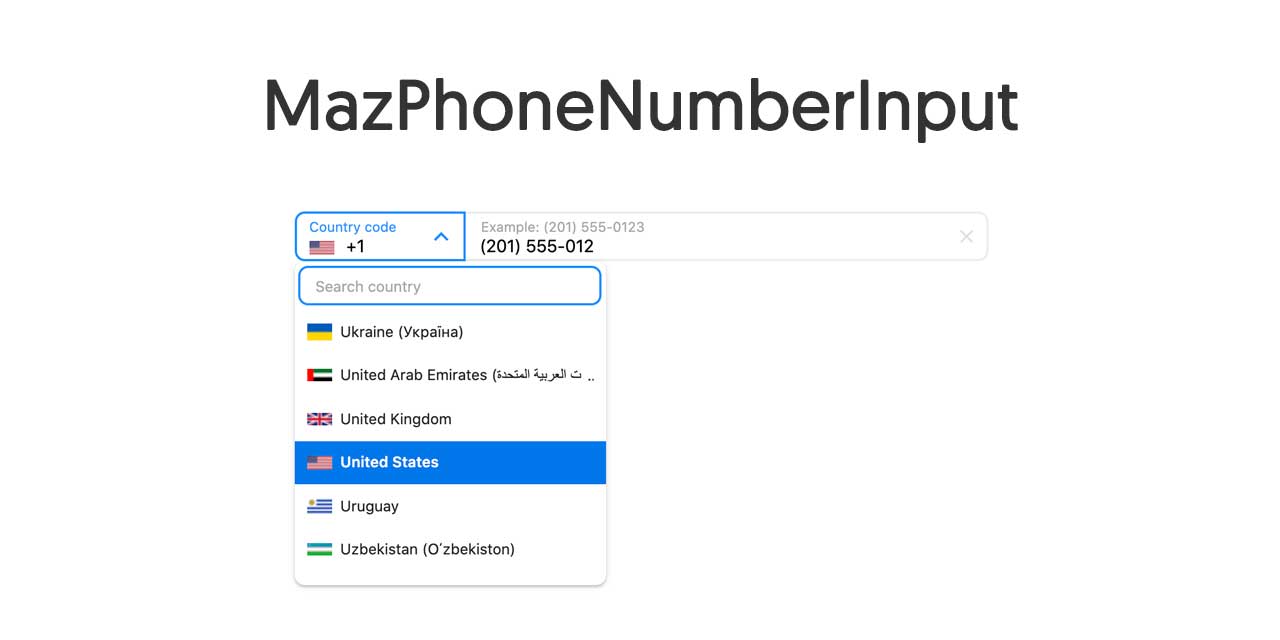 MazPhoneNumberInput
Country code
+1
Example: (201) 555-0123
(201) 555-012
Search country
Ukraine (Україна)
United Arab Emirates (ت العربية المتحدة ..
United Kingdom
United States
Uruguay
Uzbekistan (Oʻzbekiston)